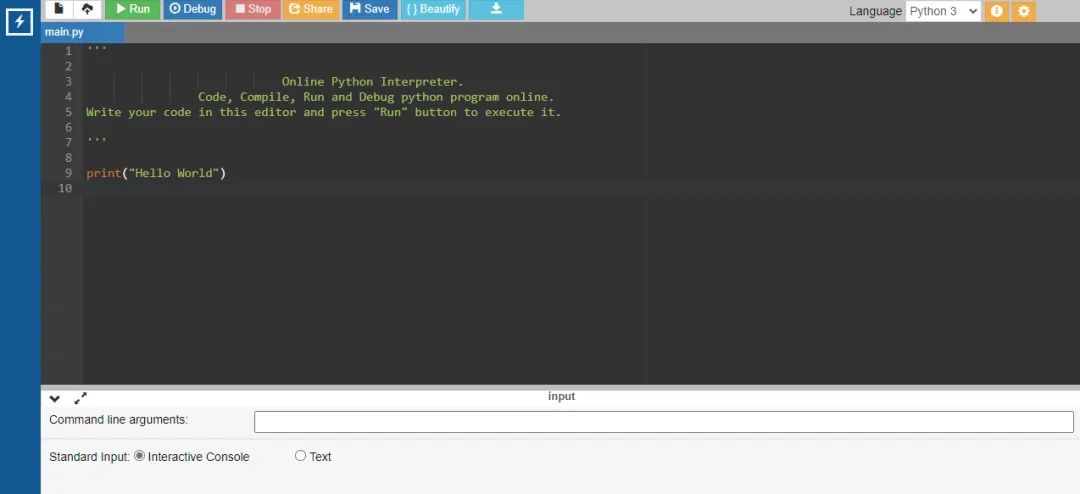 Run Debug Stop Share Save { } Beautify Language Python 3
main.py
1 '''
2
3 Online Python Interpreter.
4 Code, Compile, Run and Debug python program online.
5 Write your code in this editor and press "Run" button to execute it.
6
7 '''
8
9 print("Hello World")
10
input
Command line arguments:
Standard Input: Interactive Console Text